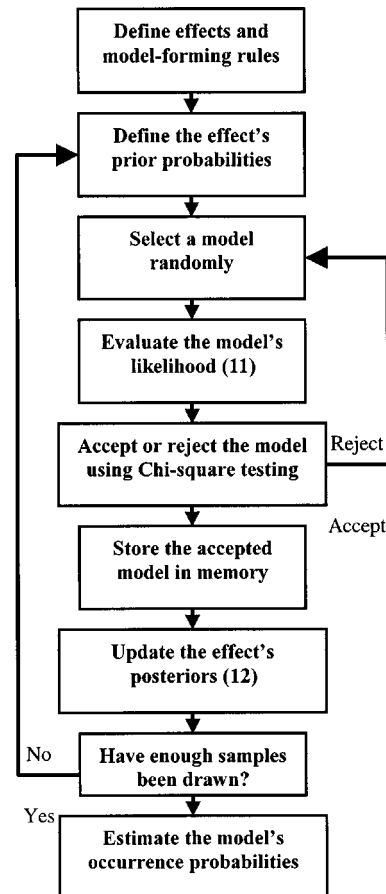 Define effects and
model-forming rules
Define the effect's
prior probabilities
Select a model
randomly
Evaluate the model's
likelihood (11)
Accept or reject the model
using Chi-square testing
Reject
Accept
Store the accepted
model in memory
Update the effect's
posteriors (12)
No
Have enough samples
been drawn?
Yes
Estimate the model's
occurrence probabilities